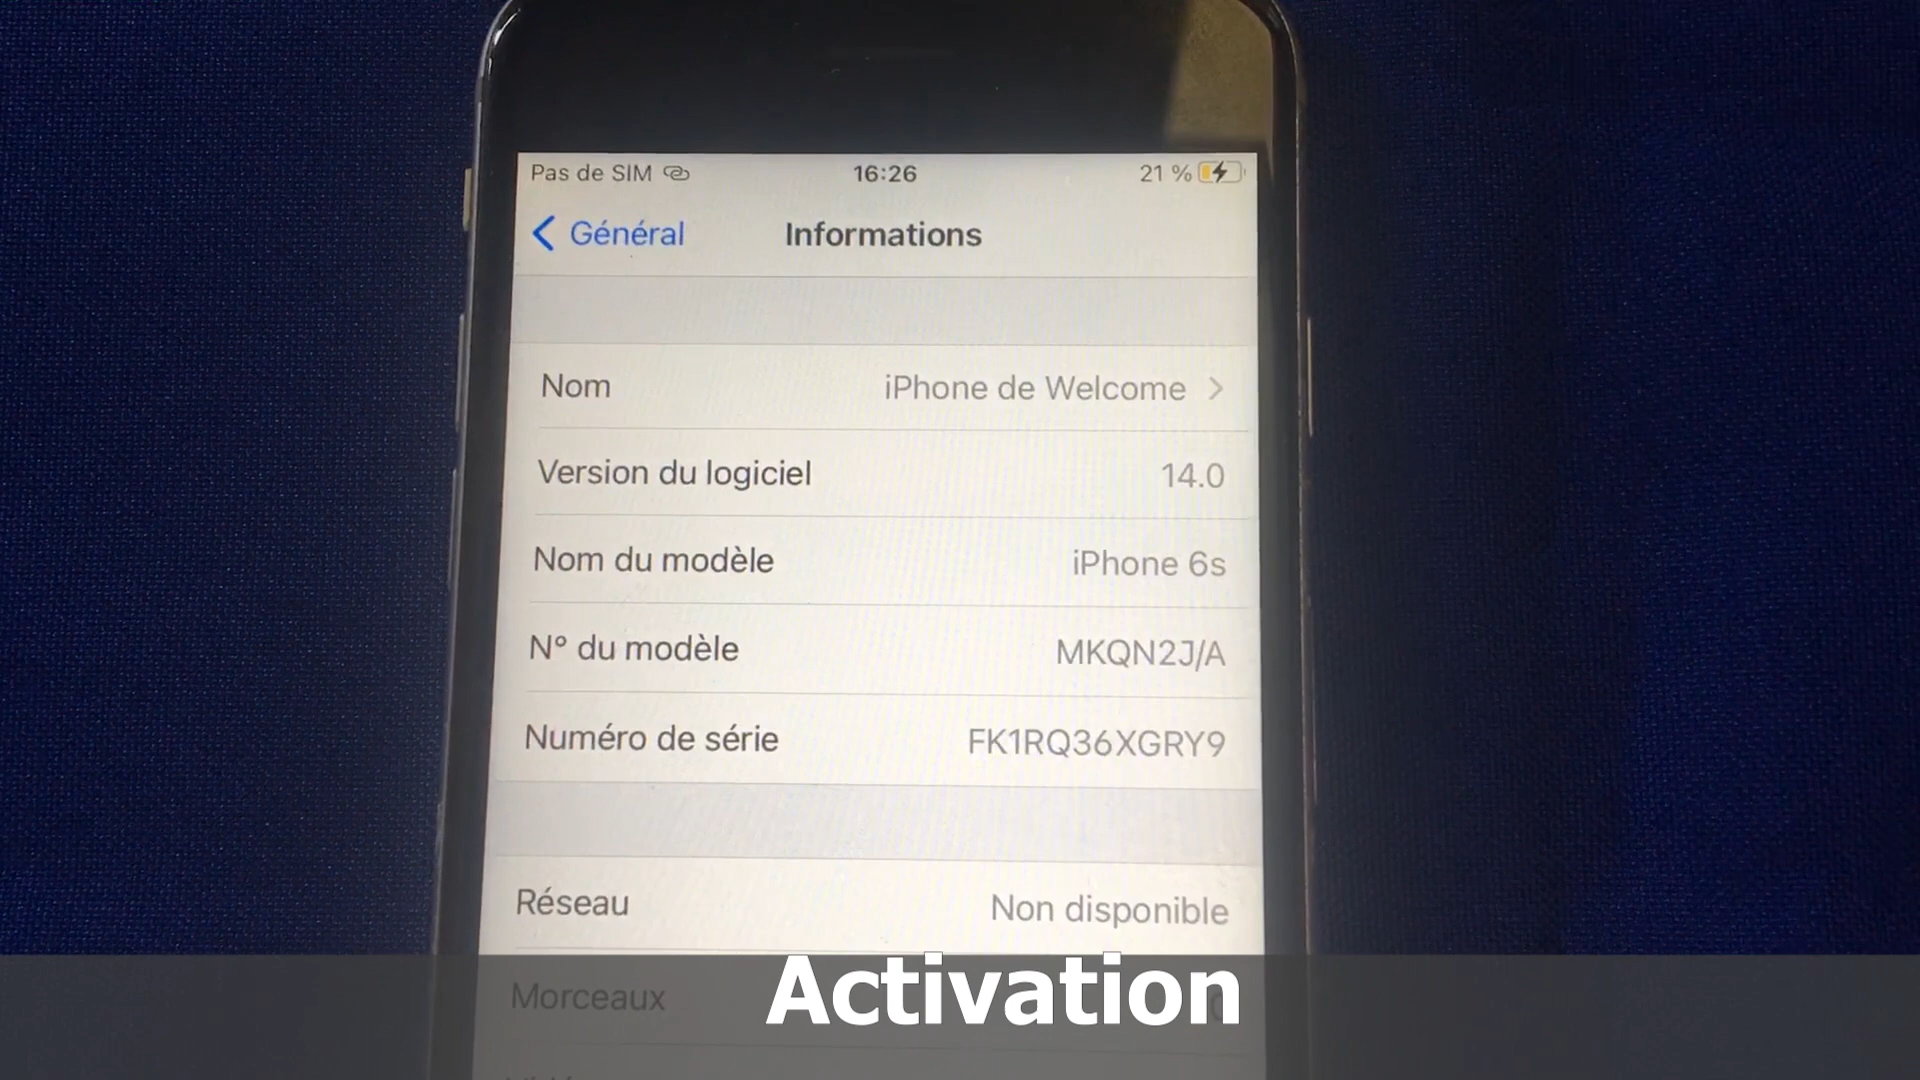 Pas de SIM 16:26 21 %
Général Informations
Nom iPhone de Welcome
Version du logiciel 14.0
Nom du modèle iPhone 6s
N° du modèle MKQN2J/A
Numéro de série FK1RQ36XGRY9
Réseau Non disponible
Morceaux 0
Activation